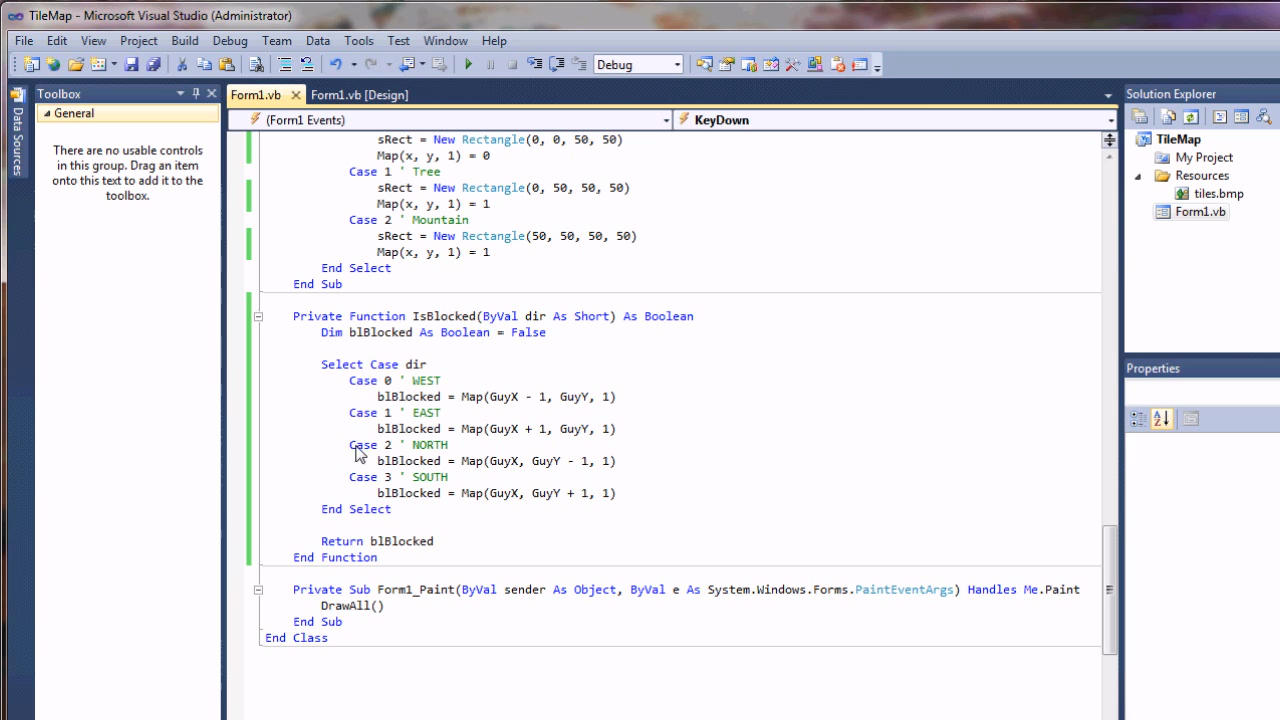 TileMap - Microsoft Visual Studio (Administrator)
File Edit View Project Build Debug Team Data Tools Test Window Help
Debug
Data Sources
Toolbox
General
There are no usable controls
in this group. Drag an item
onto this text to add it to the
toolbox.
Form1.vb Form1.vb [Design]
(Form1 Events) KeyDown
sRect = New Rectangle(0, 0, 50, 50)
Map(x, y, 1) = 0
Case 1 ' Tree
sRect = New Rectangle(0, 50, 50, 50)
Map(x, y, 1) = 1
Case 2 ' Mountain
sRect = New Rectangle(50, 50, 50, 50)
Map(x, y, 1) = 1
End Select
End Sub
Private Function IsBlocked(ByVal dir As Short) As Boolean
Dim blBlocked As Boolean = False
Select Case dir
Case 0 ' WEST
blBlocked = Map(GuyX - 1, GuyY, 1)
Case 1 ' EAST
blBlocked = Map(GuyX + 1, GuyY, 1)
Case 2 ' NORTH
blBlocked = Map(GuyX, GuyY - 1, 1)
Case 3 ' SOUTH
blBlocked = Map(GuyX, GuyY + 1, 1)
End Select
Return blBlocked
End Function
Private Sub Form1_Paint(ByVal sender As Object, ByVal e As System.Windows.Forms.PaintEventArgs) Handles Me.Paint
DrawAll()
End Sub
End Class
Solution Explorer
TileMap
My Project
Resources
tiles.bmp
Form1.vb
Properties